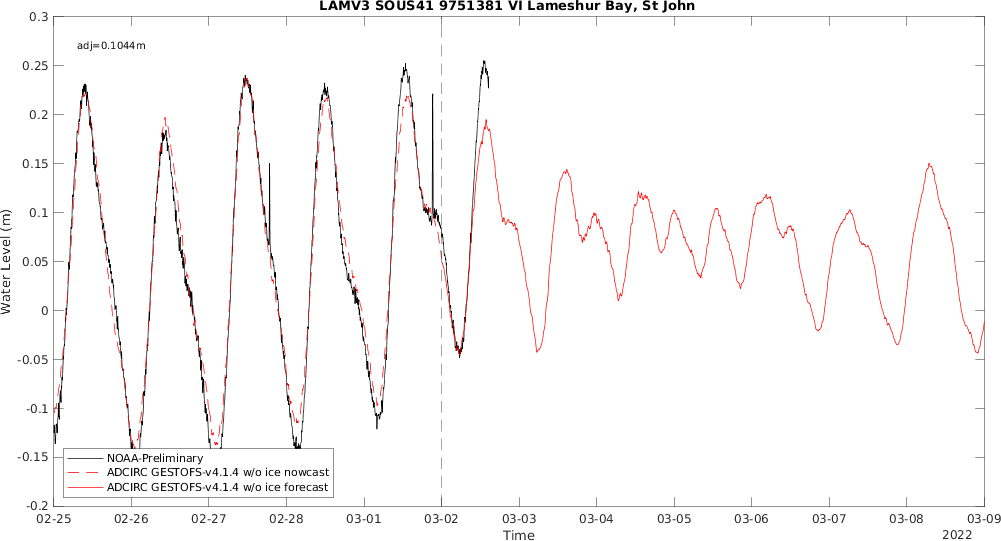 LAMV3 SOUS41 9751381 VI Lameshur Bay, St John
adj=0.1044m
Water Level (m)
0.3
0.25
0.2
0.15
0.1
0.05
0
-0.05
-0.1
-0.15
-0.2
NOAA-Preliminary
ADCIRC GESTOFS-v4.1.4 w/o ice nowcast
ADCIRC GESTOFS-v4.1.4 w/o ice forecast
02-25 02-26 02-27 02-28 03-01 03-02 03-03 03-04 03-05 03-06 03-07 03-08 03-09
Time
2022